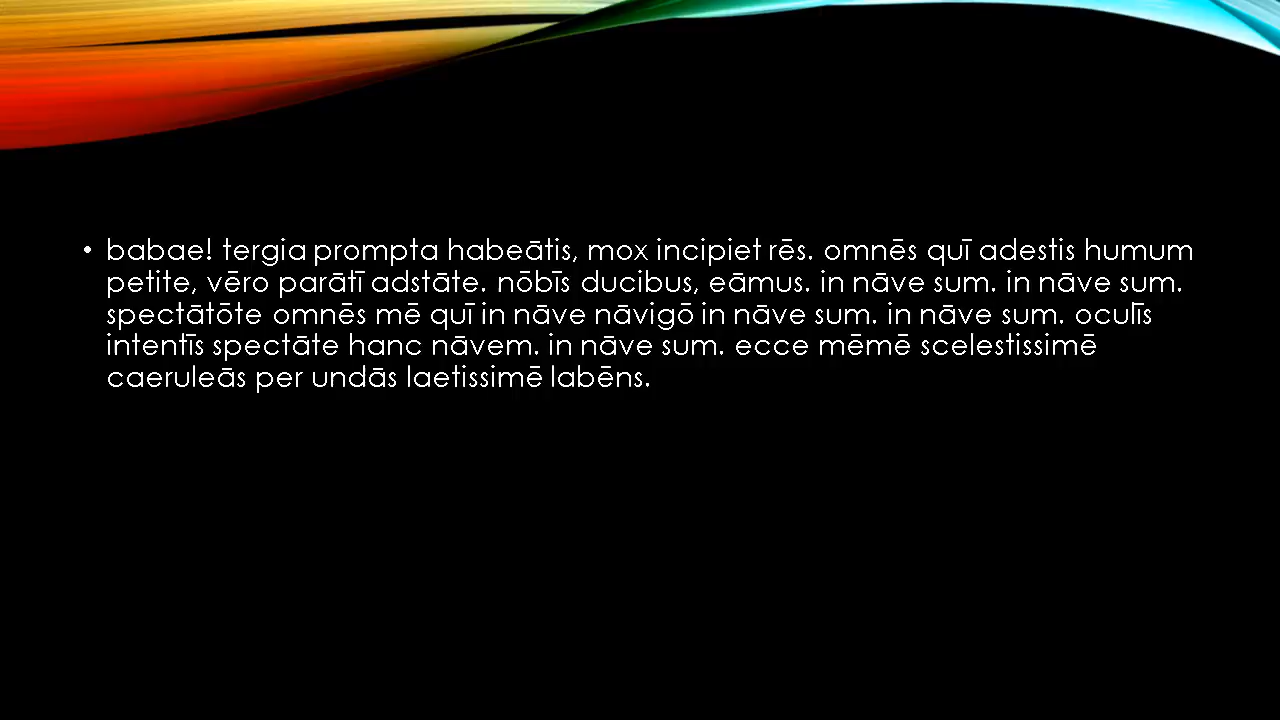 • babae! tergia prompta habeātis, mox incipiet rēs. omnēs quī adestis humum
petite, vēro parātī adstāte. nōbīs ducibus, eāmus. in nāve sum. in nāve sum.
spectātōte omnēs mē quī in nāve nāvigō in nāve sum. in nāve sum. oculīs
intentīs spectāte hanc nāvem. in nāve sum. ecce mēmē scelestissimē
caeruleās per undās laetissimē labēns.